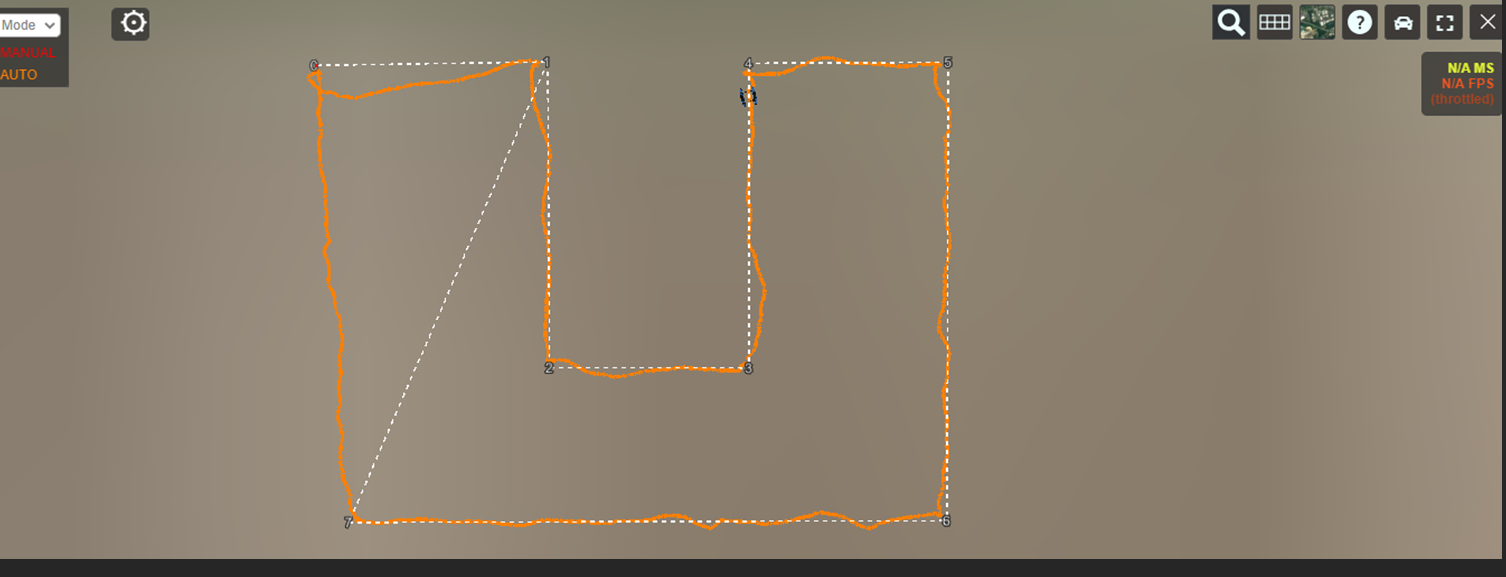 Mode
MANUAL
AUTO
?
N/A MS
N/A FPS
(throttled)
0
1
4
5
2
3
7
6